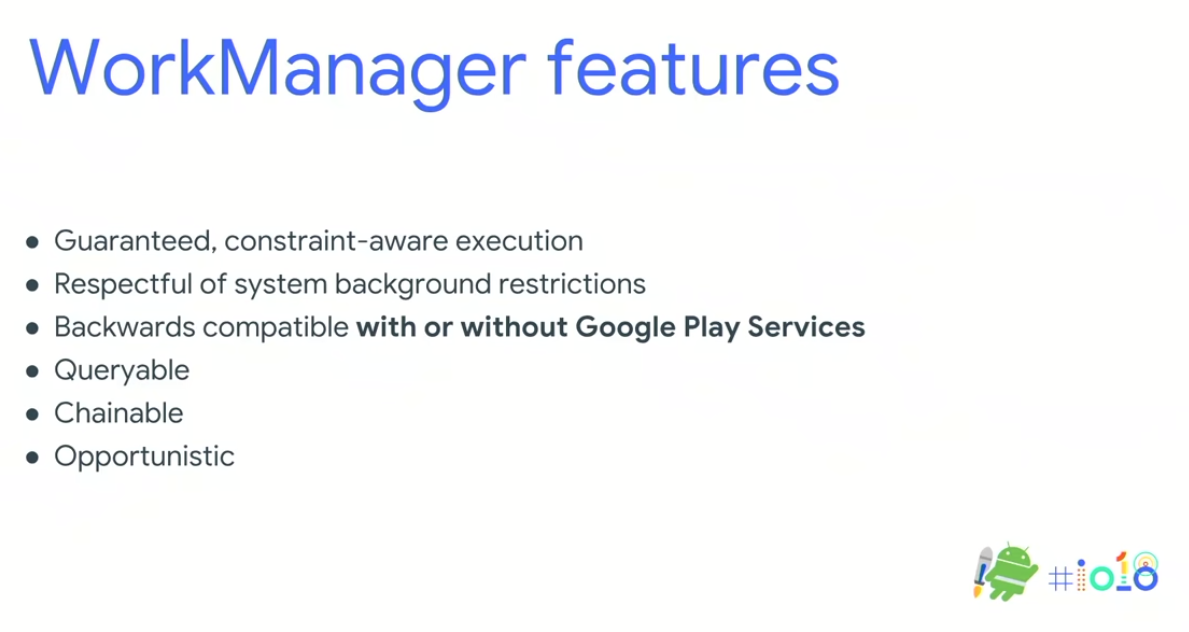 WorkManager features
● Guaranteed, constraint-aware execution
● Respectful of system background restrictions
● Backwards compatible with or without Google Play Services
● Queryable
● Chainable
● Opportunistic
#io18